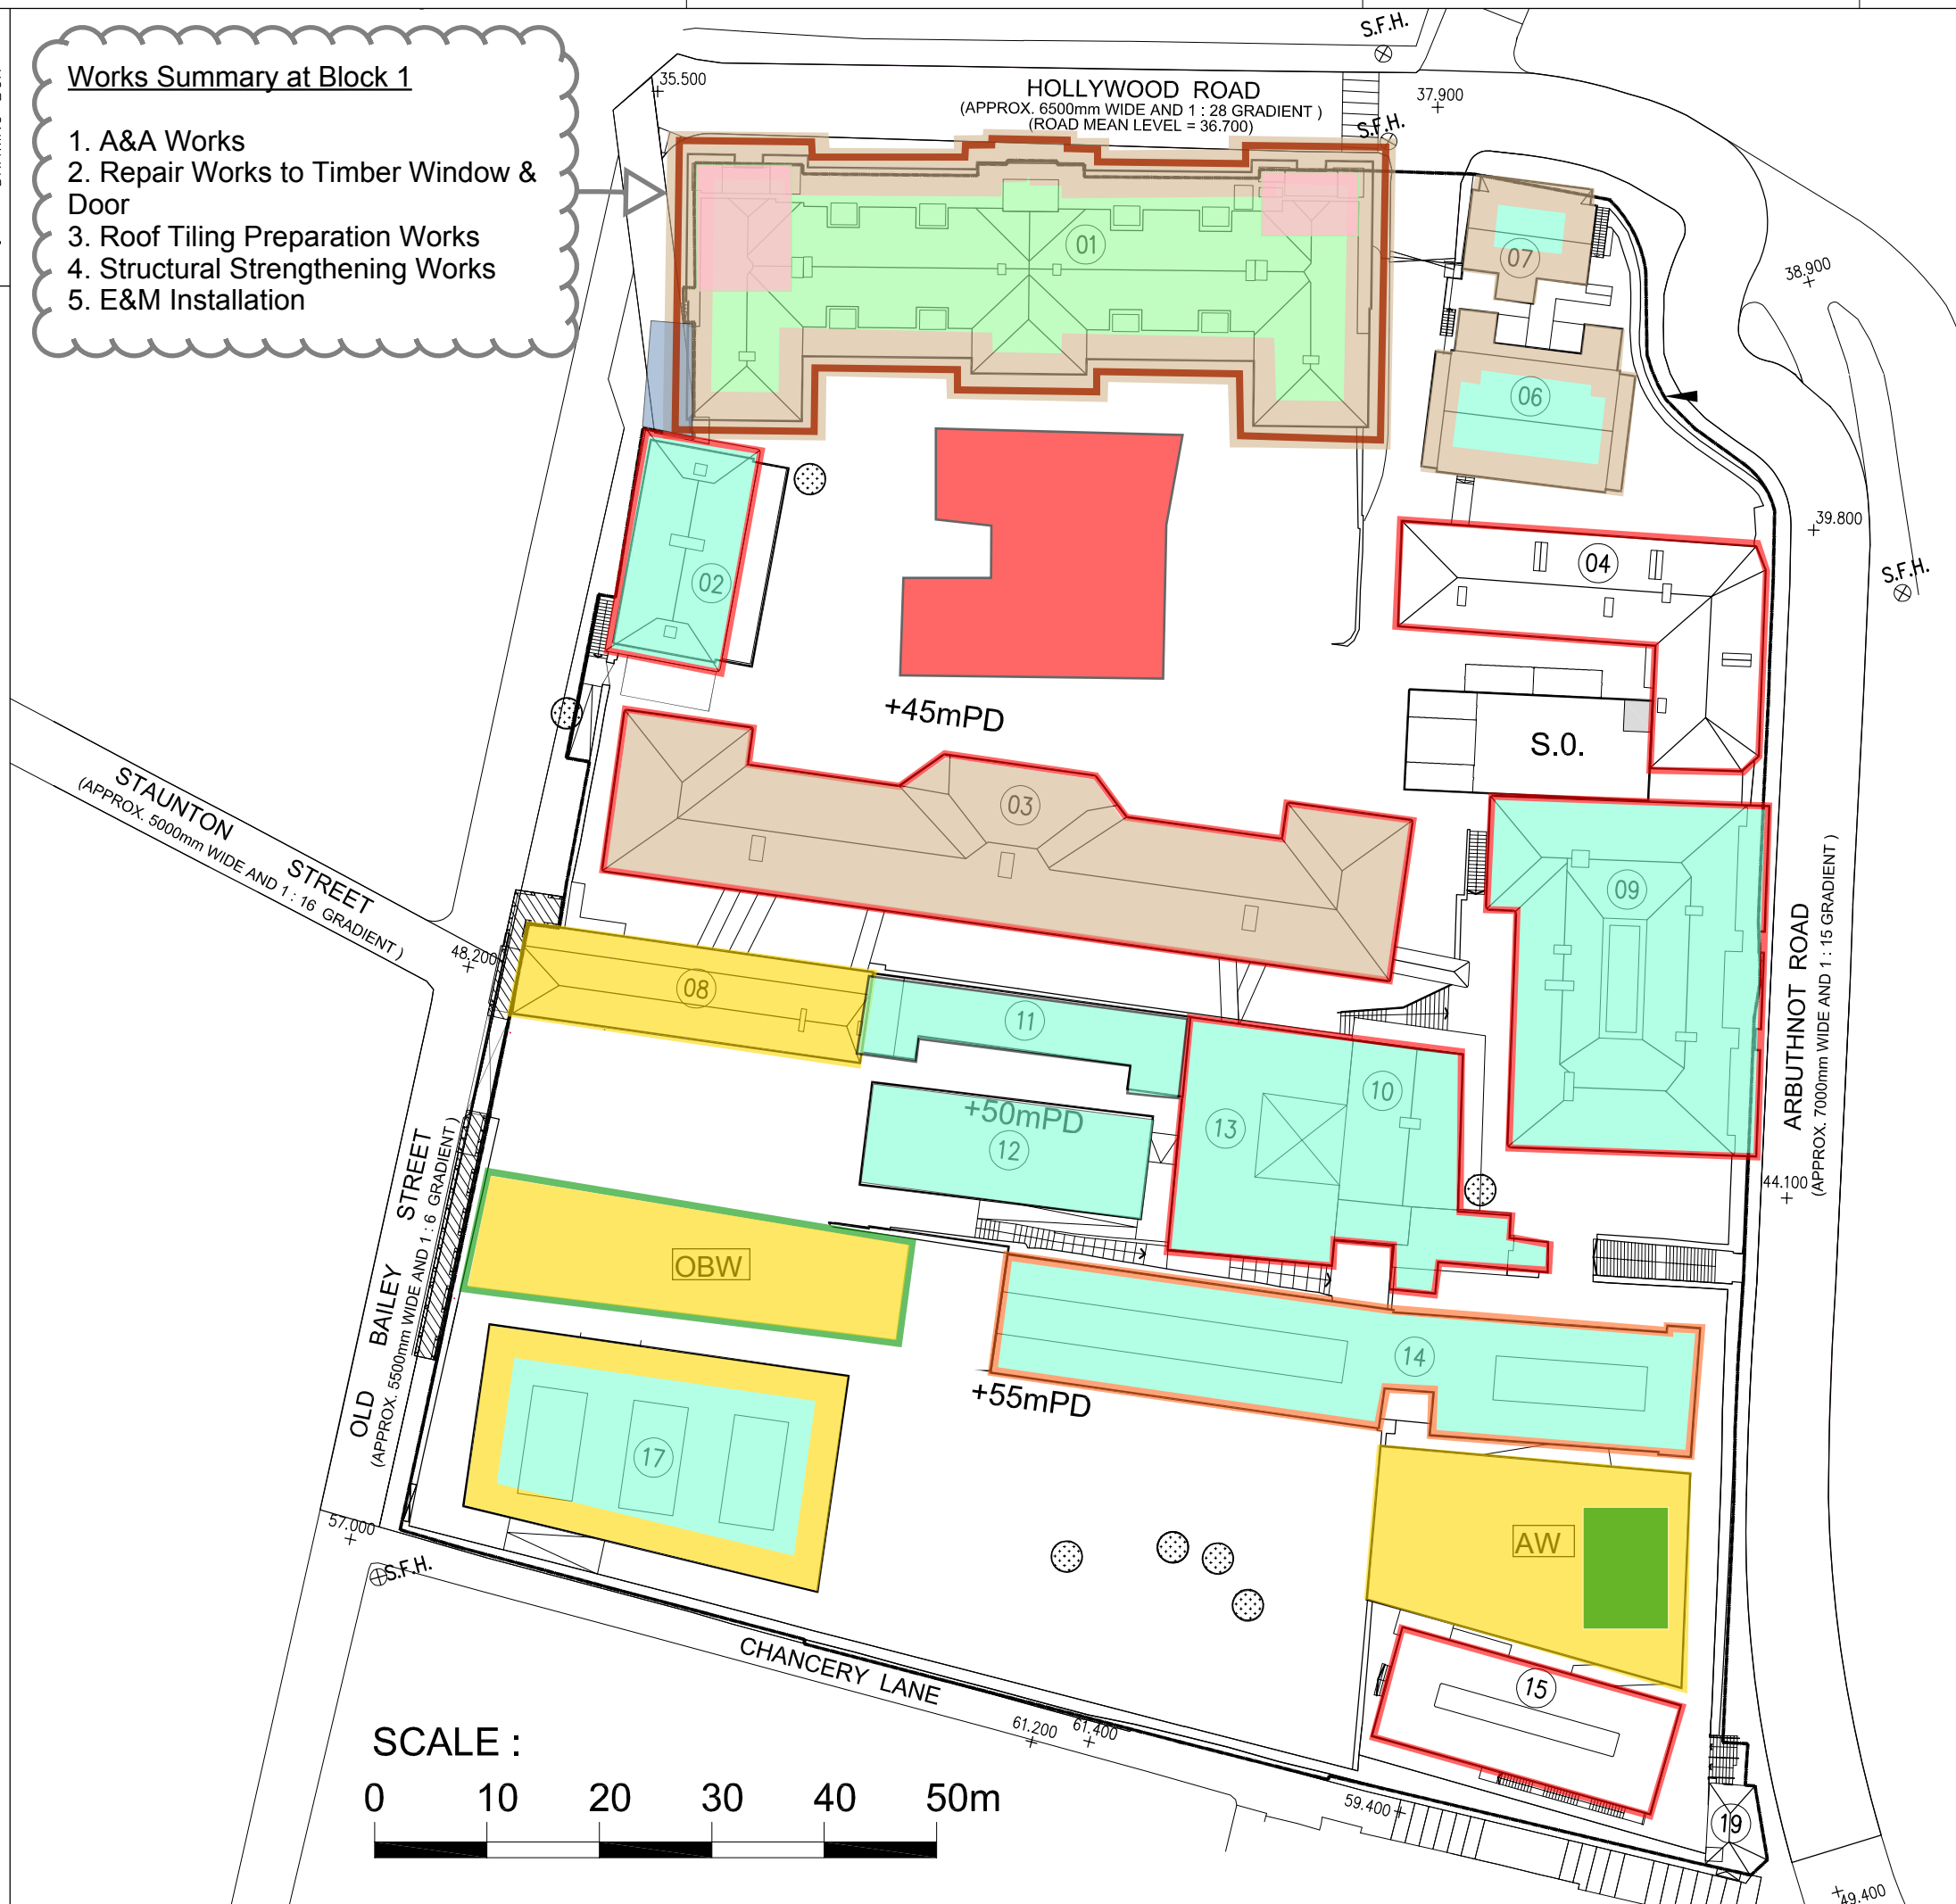 Works Summary at Block 1
1. A&A Works
2. Repair Works to Timber Window &
Door
3. Roof Tiling Preparation Works
4. Structural Strengthening Works
5. E&M Installation
S.F.H.
35.500
HOLLYWOOD ROAD
(APPROX. 6500mm WIDE AND 1 : 28 GRADIENT )
(ROAD MEAN LEVEL = 36.700)
37.900
S.F.H.
01
07
38.900
06
39.800
04
S.F.H.
02
+45mPD
S.O.
STAUNTON STREET
(APPROX. 5000mm WIDE AND 1 : 16 GRADIENT )
03
09
48.200
08
11
ARBUTHNOT ROAD
(APPROX. 7000mm WIDE AND 1 : 15 GRADIENT )
10
+50mPD
13
12
44.100
OLD BAILEY STREET
(APPROX. 5500mm WIDE AND 1 : 6 GRADIENT )
OBW
14
+55mPD
17
57.000
S.F.H.
AW
CHANCERY LANE
15
61.200
61.400
SCALE :
0 10 20 30 40 50m
59.400
19
49.400